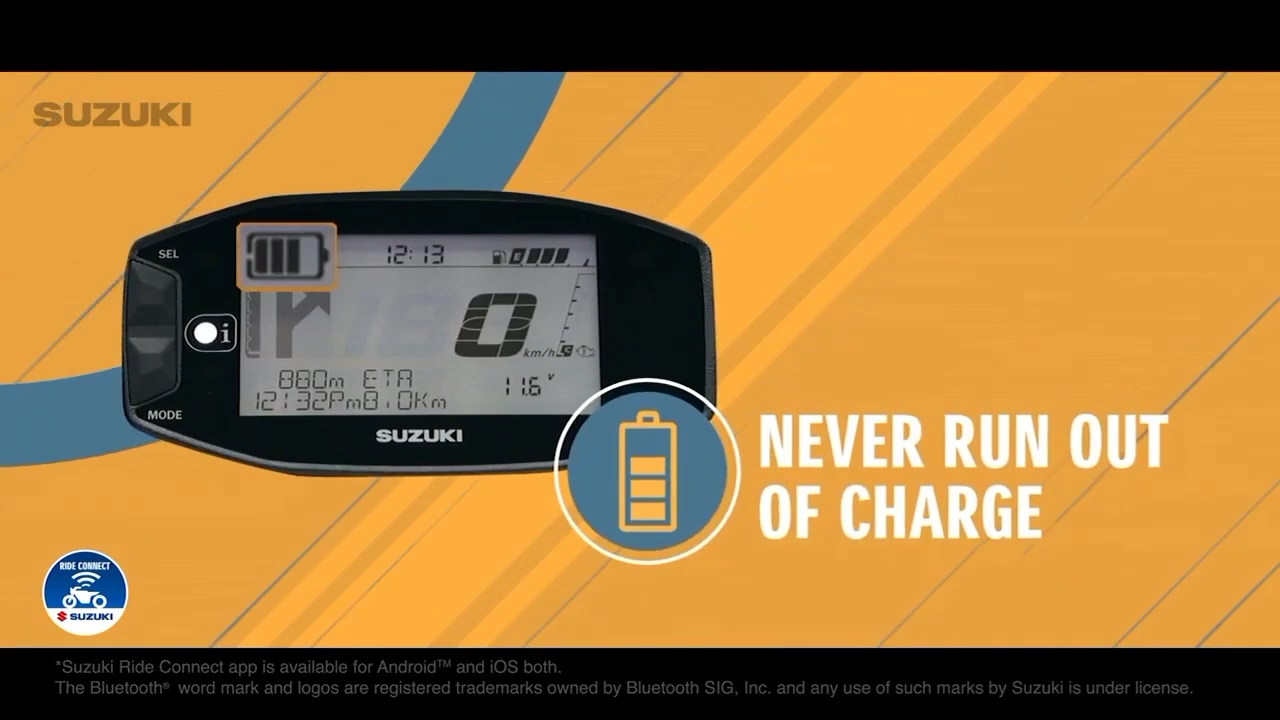 SUZUKI
SEL
12:13
E
i
0
km/h
C
880m ETA
12:32Pm8.0Km
11.6 V
MODE
SUZUKI
NEVER RUN OUT
OF CHARGE
RIDE CONNECT
SUZUKI
*Suzuki Ride Connect app is available for Android™ and iOS both.
The Bluetooth® word mark and logos are registered trademarks owned by Bluetooth SIG, Inc. and any use of such marks by Suzuki is under license.